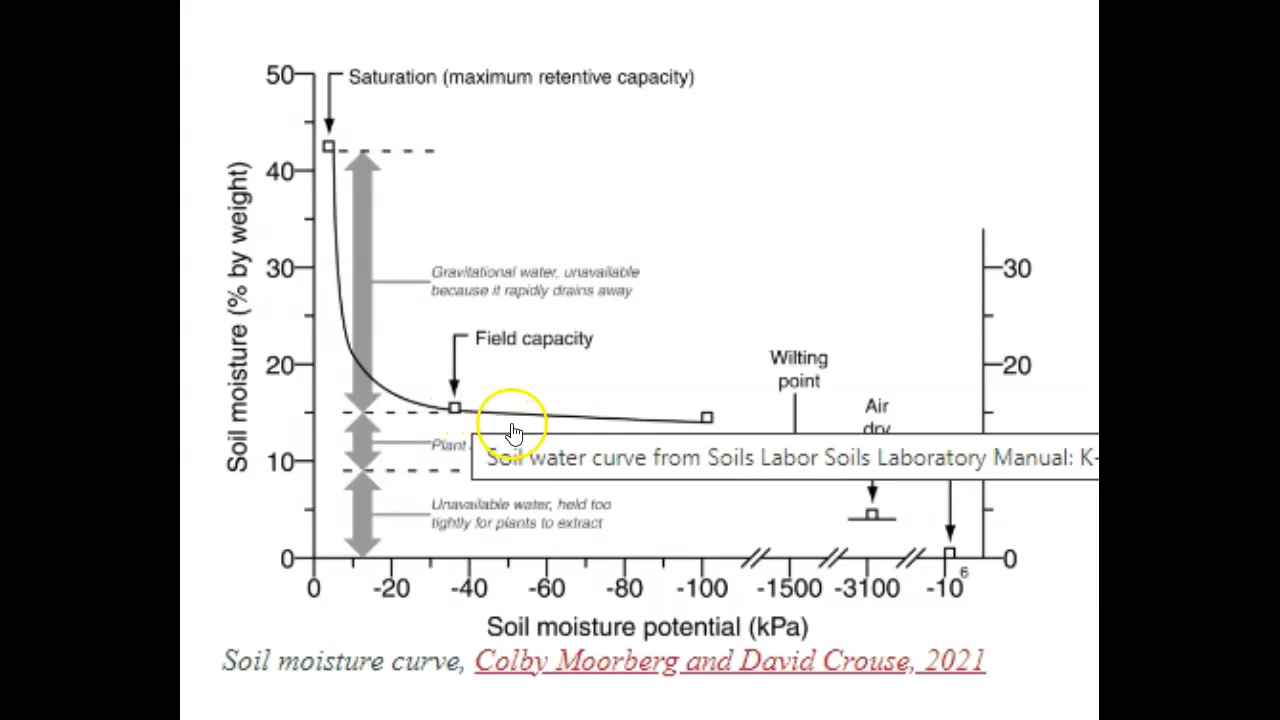 50
Saturation (maximum retentive capacity)
40
Soil moisture (% by weight)
Gravitational water, unavailable
because it rapidly drains away
30
30
Field capacity
20
Wilting
point
20
Air
dry
Plant
10
Soil water curve from Soils Labor Soils Laboratory Manual: K-
Unavailable water, held too
tightly for plants to extract
0
0
0
-20
-40
-60
-80
-100
-1500
-3100
-10⁶
Soil moisture potential (kPa)
Soil moisture curve, Colby Moorberg and David Crouse, 2021